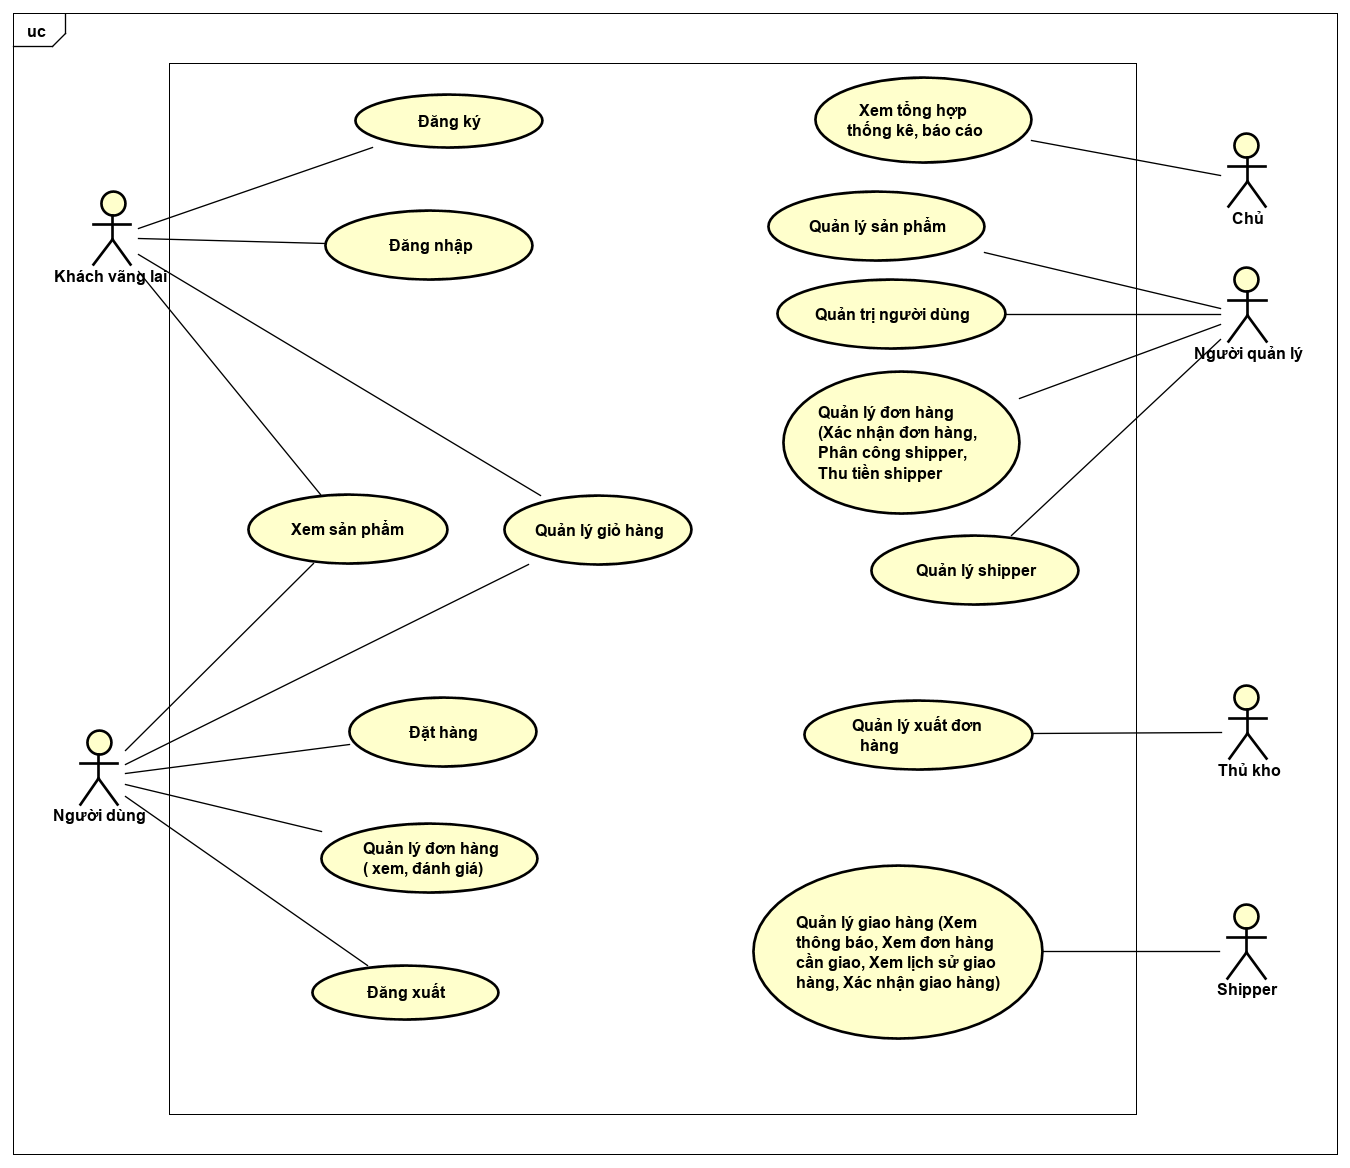 uc
Đăng ký
Đăng nhập
Khách vãng lai
Xem sản phẩm
Quản lý giỏ hàng
Đặt hàng
Người dùng
Quản lý đơn hàng
( xem, đánh giá)
Đăng xuất
Xem tổng hợp
thống kê, báo cáo
Chủ
Quản lý sản phẩm
Quản trị người dùng
Người quản lý
Quản lý đơn hàng
(Xác nhận đơn hàng,
Phân công shipper,
Thu tiền shipper
Quản lý shipper
Quản lý xuất đơn
hàng
Thủ kho
Quản lý giao hàng (Xem
thông báo, Xem đơn hàng
cần giao, Xem lịch sử giao
hàng, Xác nhận giao hàng)
Shipper